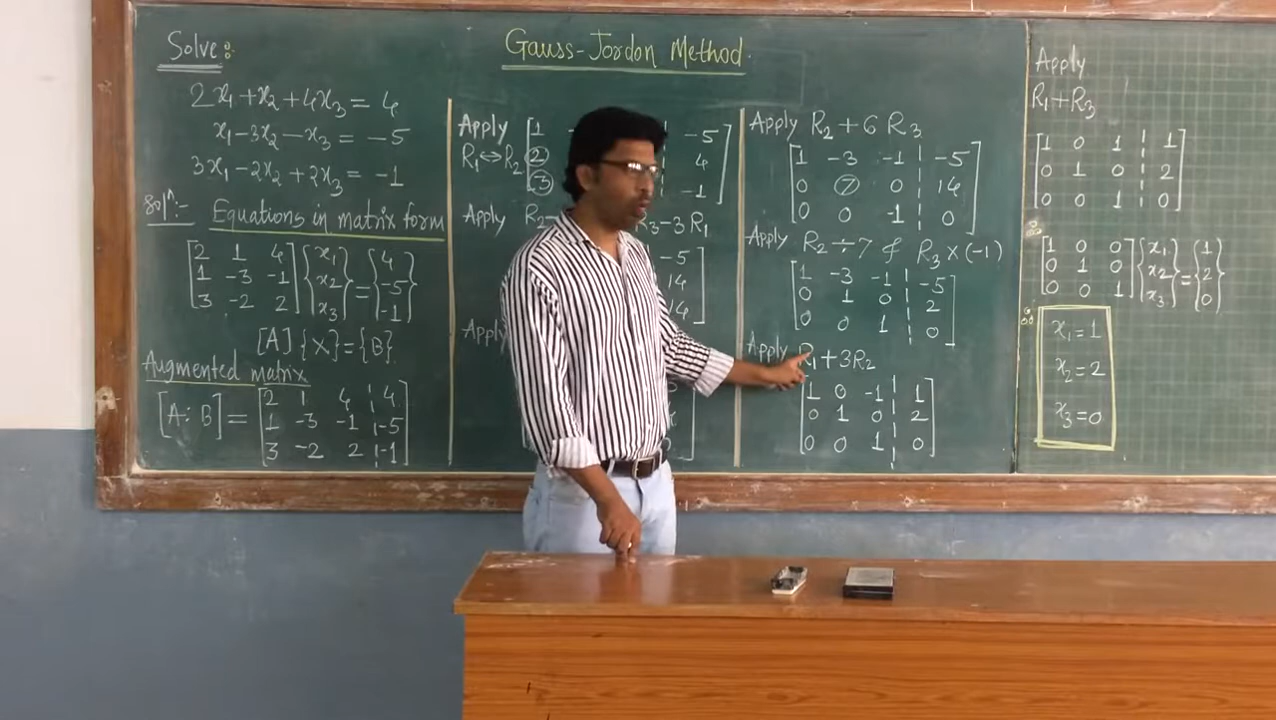 Gauss-Jordon Method
Solve:
2x₁+x₂+4x₃=4
x₁-3x₂-x₃=-5
3x₁-2x₂+2x₃=-1
Solⁿ:- Equations in matrix form
[2 1 4] {x₁} {4}
[1 -3 -1] {x₂} = {-5}
[3 -2 2] {x₃} {-1}
[A] {X}={B}
Augmented matrix
[2 1 4 ¦ 4]
[A:B] = [1 -3 -1 ¦ -5]
[3 -2 2 ¦ -1]
Apply [1 ¦ -5]
R₁↔R₂ [2 4]
[3 -1]
Apply R₃-3R₁
-5]
14
14]
Apply
Apply R₂+6R₃
[1 -3 -1 ¦ -5]
[0 7 0 ¦ 14]
[0 0 -1 ¦ 0]
Apply R₂÷7 & R₃×(-1)
[1 -3 -1 ¦ -5]
[0 1 0 ¦ 2]
[0 0 1 ¦ 0]
Apply R₁+3R₂
[1 0 -1 ¦ 1]
[0 1 0 ¦ 2]
[0 0 1 ¦ 0]
Apply
R₁+R₃
[1 0 1 ¦ 1]
[0 1 0 ¦ 2]
[0 0 1 ¦ 0]
∴
[1 0 0] {x₁} {1}
[0 1 0] {x₂} = {2}
[0 0 1] {x₃} {0}
∴ x₁=1
x₂=2
x₃=0